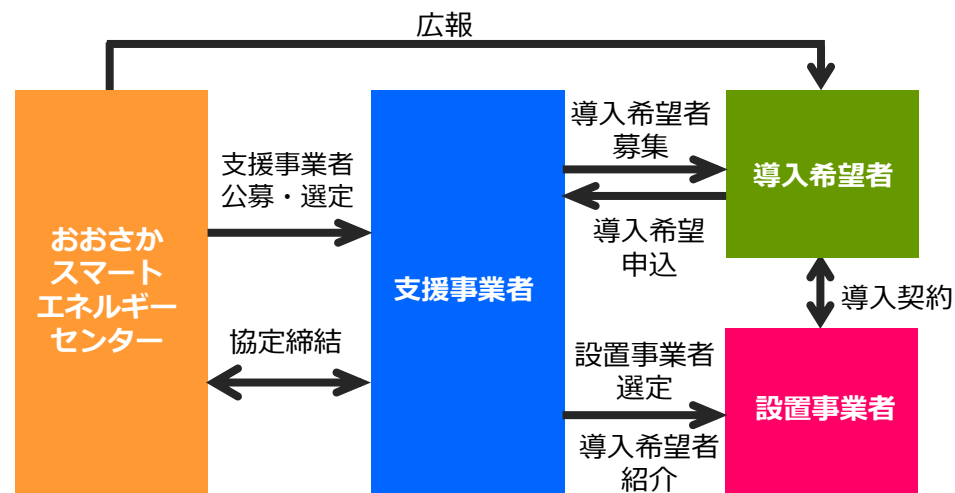 広報
おおさか
スマート
エネルギー
センター
支援事業者
公募・選定
協定締結
支援事業者
導入希望者
募集
導入希望
申込
設置事業者
選定
導入希望者
紹介
導入希望者
導入契約
設置事業者